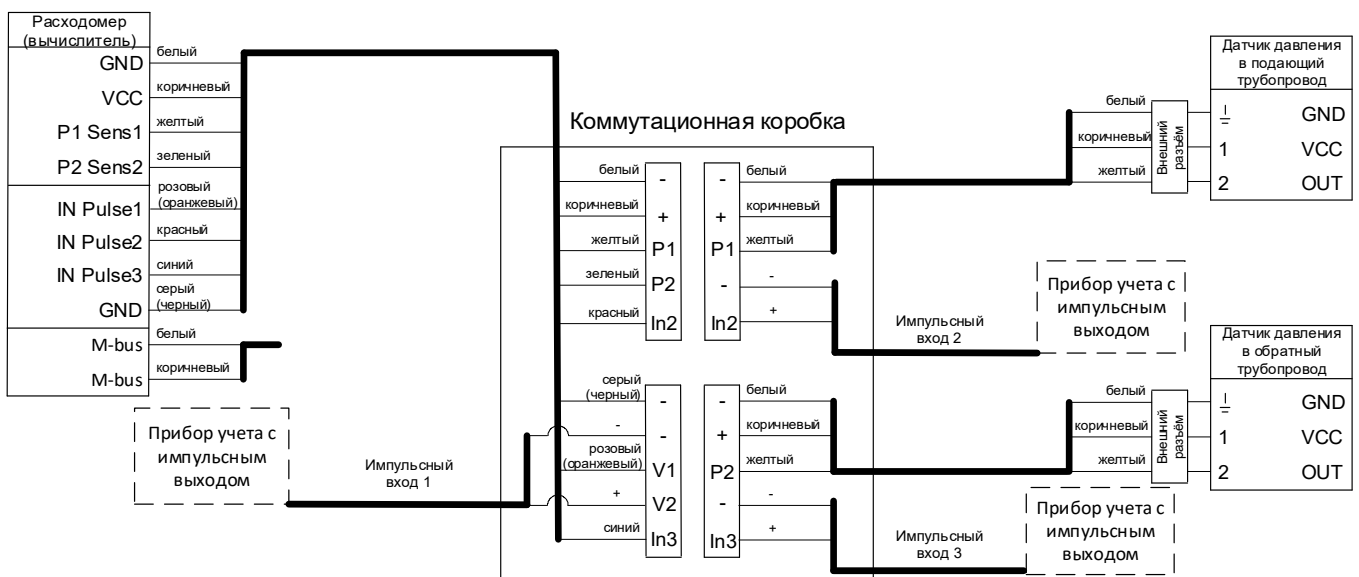 Расходомер
(вычислитель)
GND
белый
VCC
коричневый
P1 Sens1
желтый
P2 Sens2
зеленый
IN Pulse1
розовый
(оранжевый)
IN Pulse2
красный
IN Pulse3
синий
GND
серый
(черный)
M-bus
белый
M-bus
коричневый
Прибор учета с
импульсным
выходом
Импульсный
вход 1
Коммутационная коробка
белый
-
коричневый
+
желтый
P1
зеленый
P2
красный
In2
-
белый
+
коричневый
P1
желтый
-
-
In2
+
Импульсный
вход 2
Прибор учета с
импульсным
выходом
серый
(черный)
-
-
-
розовый
(оранжевый)
V1
+
V2
синий
In3
-
белый
+
коричневый
P2
желтый
-
-
In3
+
Импульсный
вход 3
Прибор учета с
импульсным
выходом
Датчик давления
в подающий
трубопровод
белый
коричневый
желтый
Внешний
разъём
GND
1
VCC
2
OUT
Датчик давления
в обратный
трубопровод
белый
коричневый
желтый
Внешний
разъём
GND
1
VCC
2
OUT